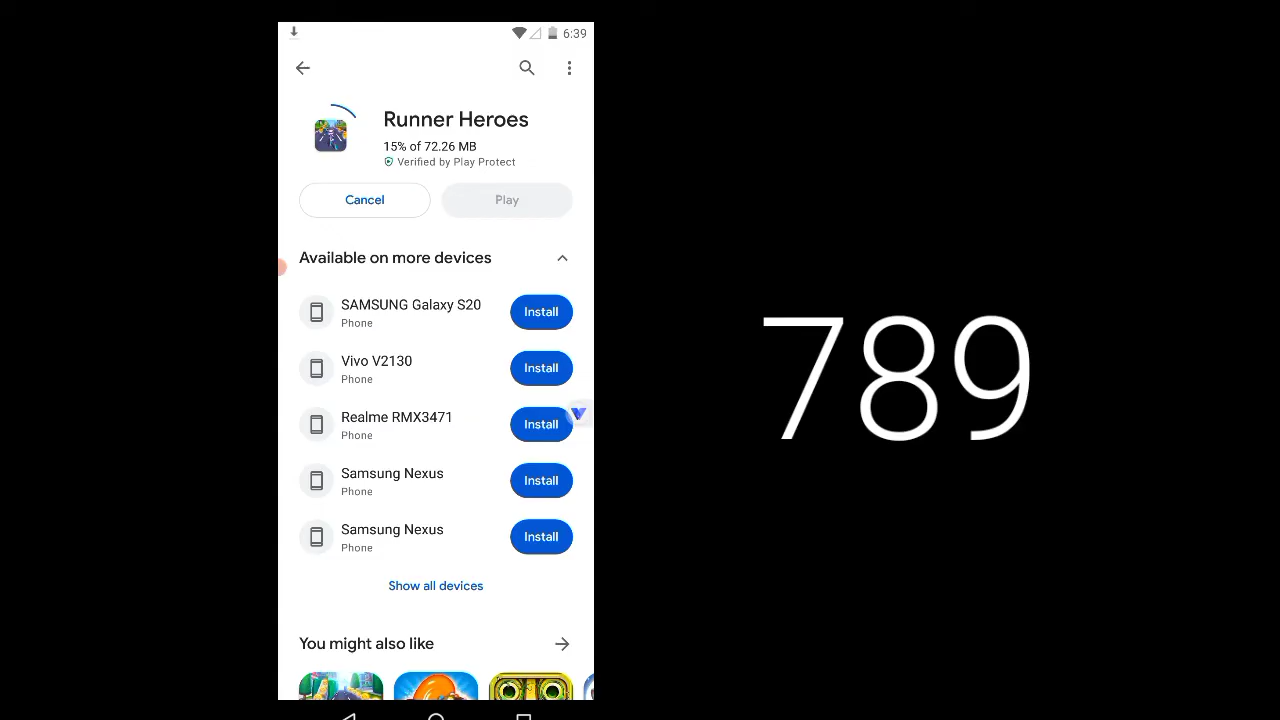 6:39
Runner Heroes
15% of 72.26 MB
Verified by Play Protect
Cancel
Play
Available on more devices
SAMSUNG Galaxy S20
Phone
Install
Vivo V2130
Phone
Install
Realme RMX3471
Phone
Install
Samsung Nexus
Phone
Install
Samsung Nexus
Phone
Install
Show all devices
You might also like
789